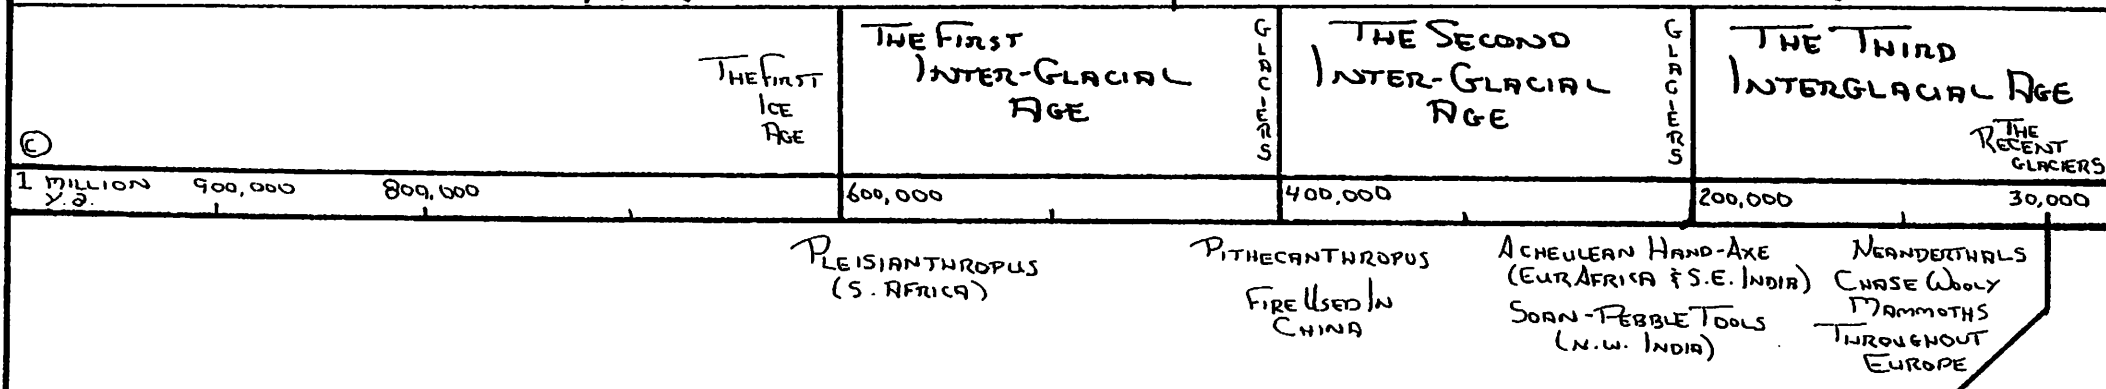 THE FIRST
ICE
AGE
THE FIRST
INTER-GLACIAL
AGE
GLACIERS
THE SECOND
INTER-GLACIAL
AGE
GLACIERS
THE THIRD
INTERGLACIAL AGE
THE
RECENT
GLACIERS
C
1 MILLION
Y.a.
900,000
800,000
600,000
400,000
200,000
30,000
PLEISIANTHROPUS
(S. AFRICA)
PITHECANTHROPUS
FIRE USED IN
CHINA
ACHEULEAN HAND-AXE
(EURAFRICA & S.E. INDIA)
SOAN-PEBBLE TOOLS
(N.W. INDIA)
NEANDERTHALS
CHASE WOOLY
MAMMOTHS
THROUGHOUT
EUROPE